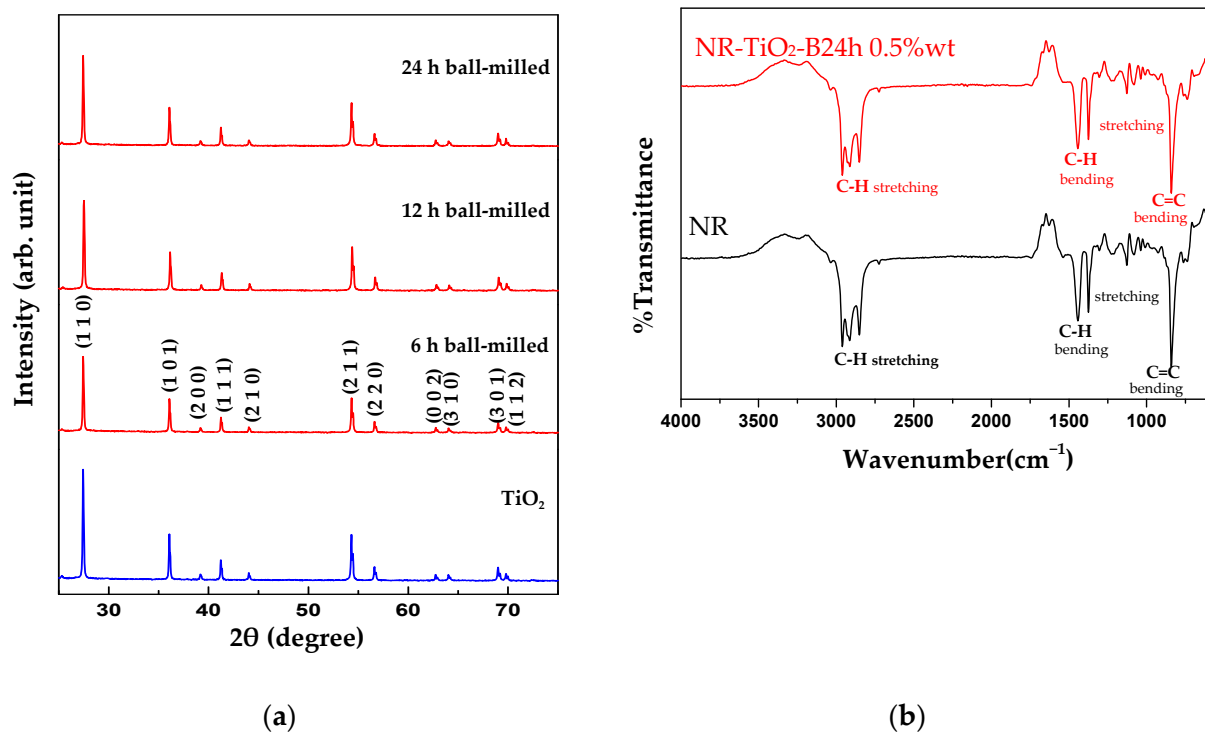 24 h ball-milled
12 h ball-milled
6 h ball-milled
(1 1 0)
(1 0 1)
(2 0 0)
(1 1 1)
(2 1 0)
(2 1 1)
(2 2 0)
(0 0 2)
(3 1 0)
(3 0 1)
(1 1 2)
TiO₂
Intensity (arb. unit)
30 40 50 60 70
2θ (degree)
(a)
NR-TiO₂-B24h 0.5%wt
stretching
C-H
bending
C-H stretching
C=C
bending
NR
stretching
C-H
bending
C-H stretching
C=C
bending
%Transmittance
4000 3500 3000 2500 2000 1500 1000
Wavenumber(cm⁻¹)
(b)